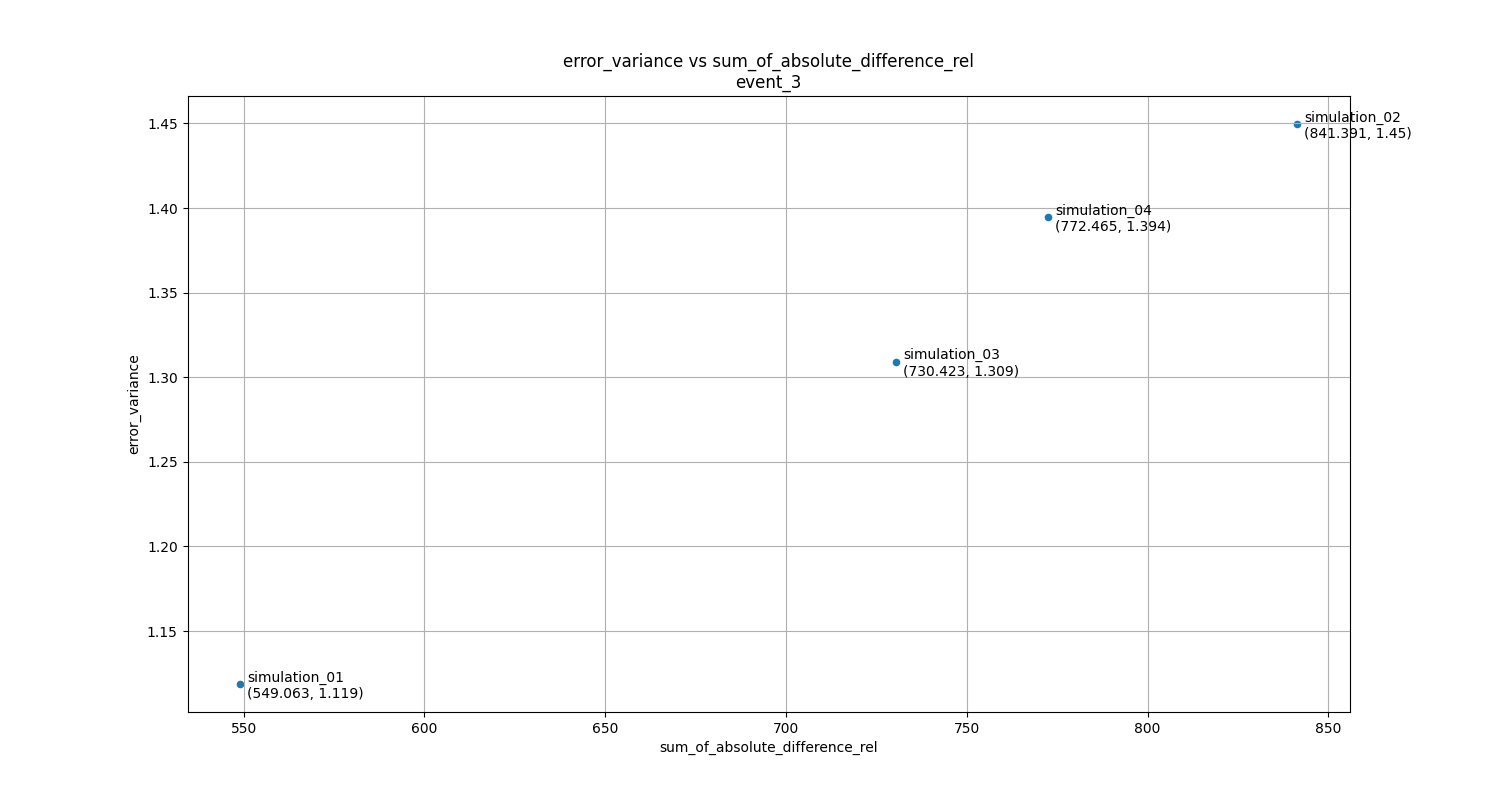 error_variance vs sum_of_absolute_difference_rel
event_3
1.45
1.40
1.35
1.30
1.25
1.20
1.15
error_variance
simulation_02
(841.391, 1.45)
simulation_04
(772.465, 1.394)
simulation_03
(730.423, 1.309)
simulation_01
(549.063, 1.119)
550 600 650 700 750 800 850
sum_of_absolute_difference_rel